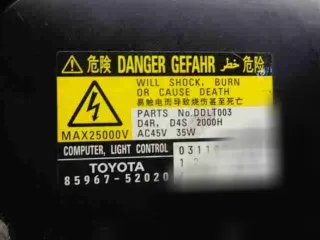 ⚠ 危険 DANGER GEFAHR خطر 危险
WILL SHOCK, BURN
OR CAUSE DEATH
易触电而导致烧伤甚至死亡
PARTS No.DDLT003
D4R, D4S 2000H
MAX25000V AC45V 35W
COMPUTER, LIGHT CONTROL
TOYOTA
85967-52020